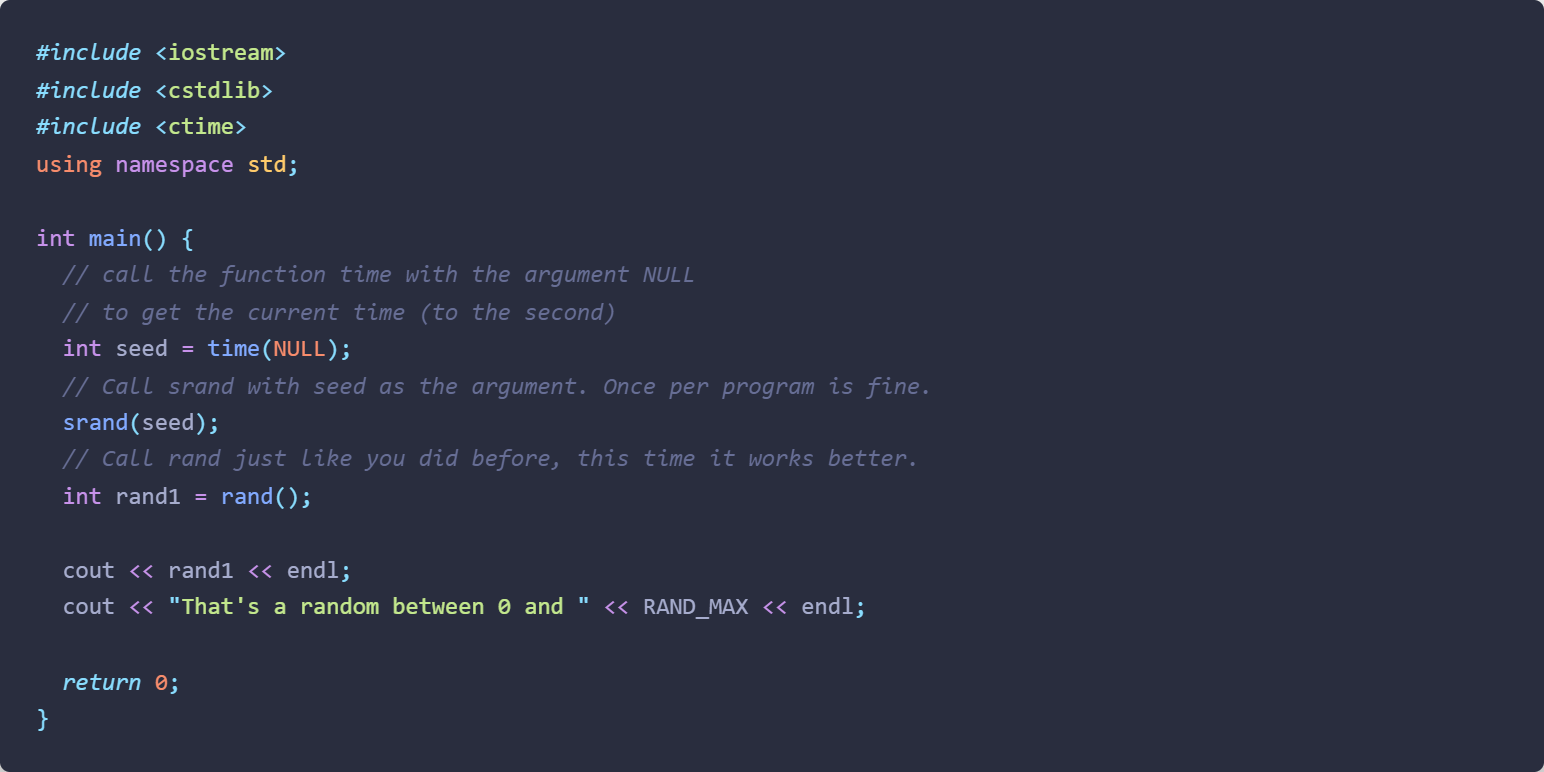 #include <iostream>
#include <cstdlib>
#include <ctime>
using namespace std;

int main() {
  // call the function time with the argument NULL
  // to get the current time (to the second)
  int seed = time(NULL);
  // Call srand with seed as the argument. Once per program is fine.
  srand(seed);
  // Call rand just like you did before, this time it works better.
  int rand1 = rand();

  cout << rand1 << endl;
  cout << "That's a random between 0 and " << RAND_MAX << endl;

  return 0;
}